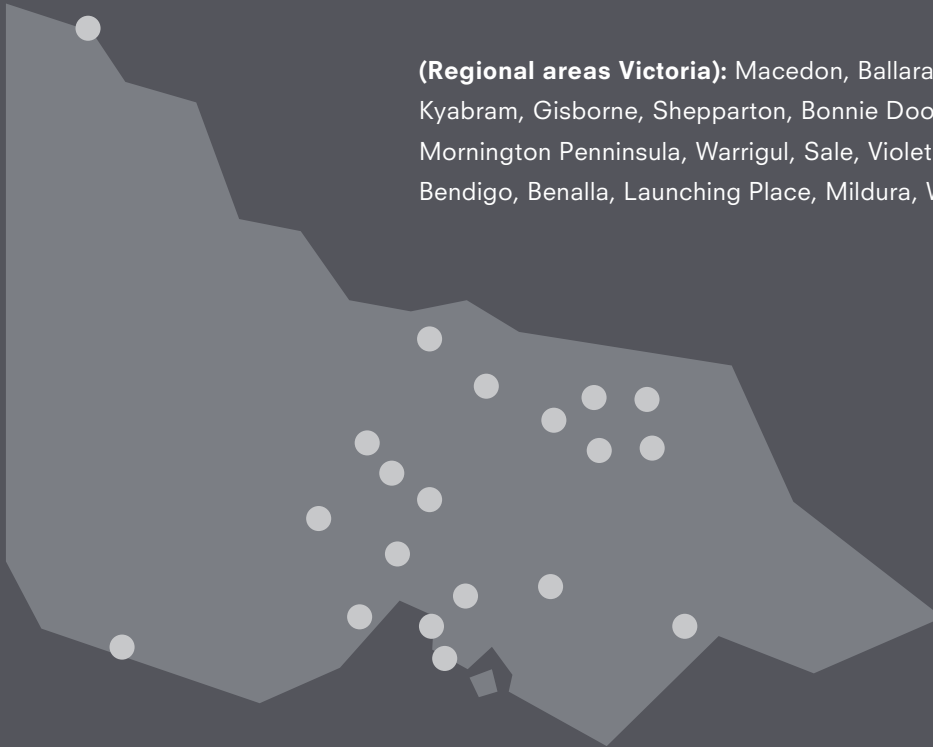 (Regional areas Victoria): Macedon, Ballara
Kyabram, Gisborne, Shepparton, Bonnie Doo
Mornington Penninsula, Warrigul, Sale, Violet
Bendigo, Benalla, Launching Place, Mildura, W